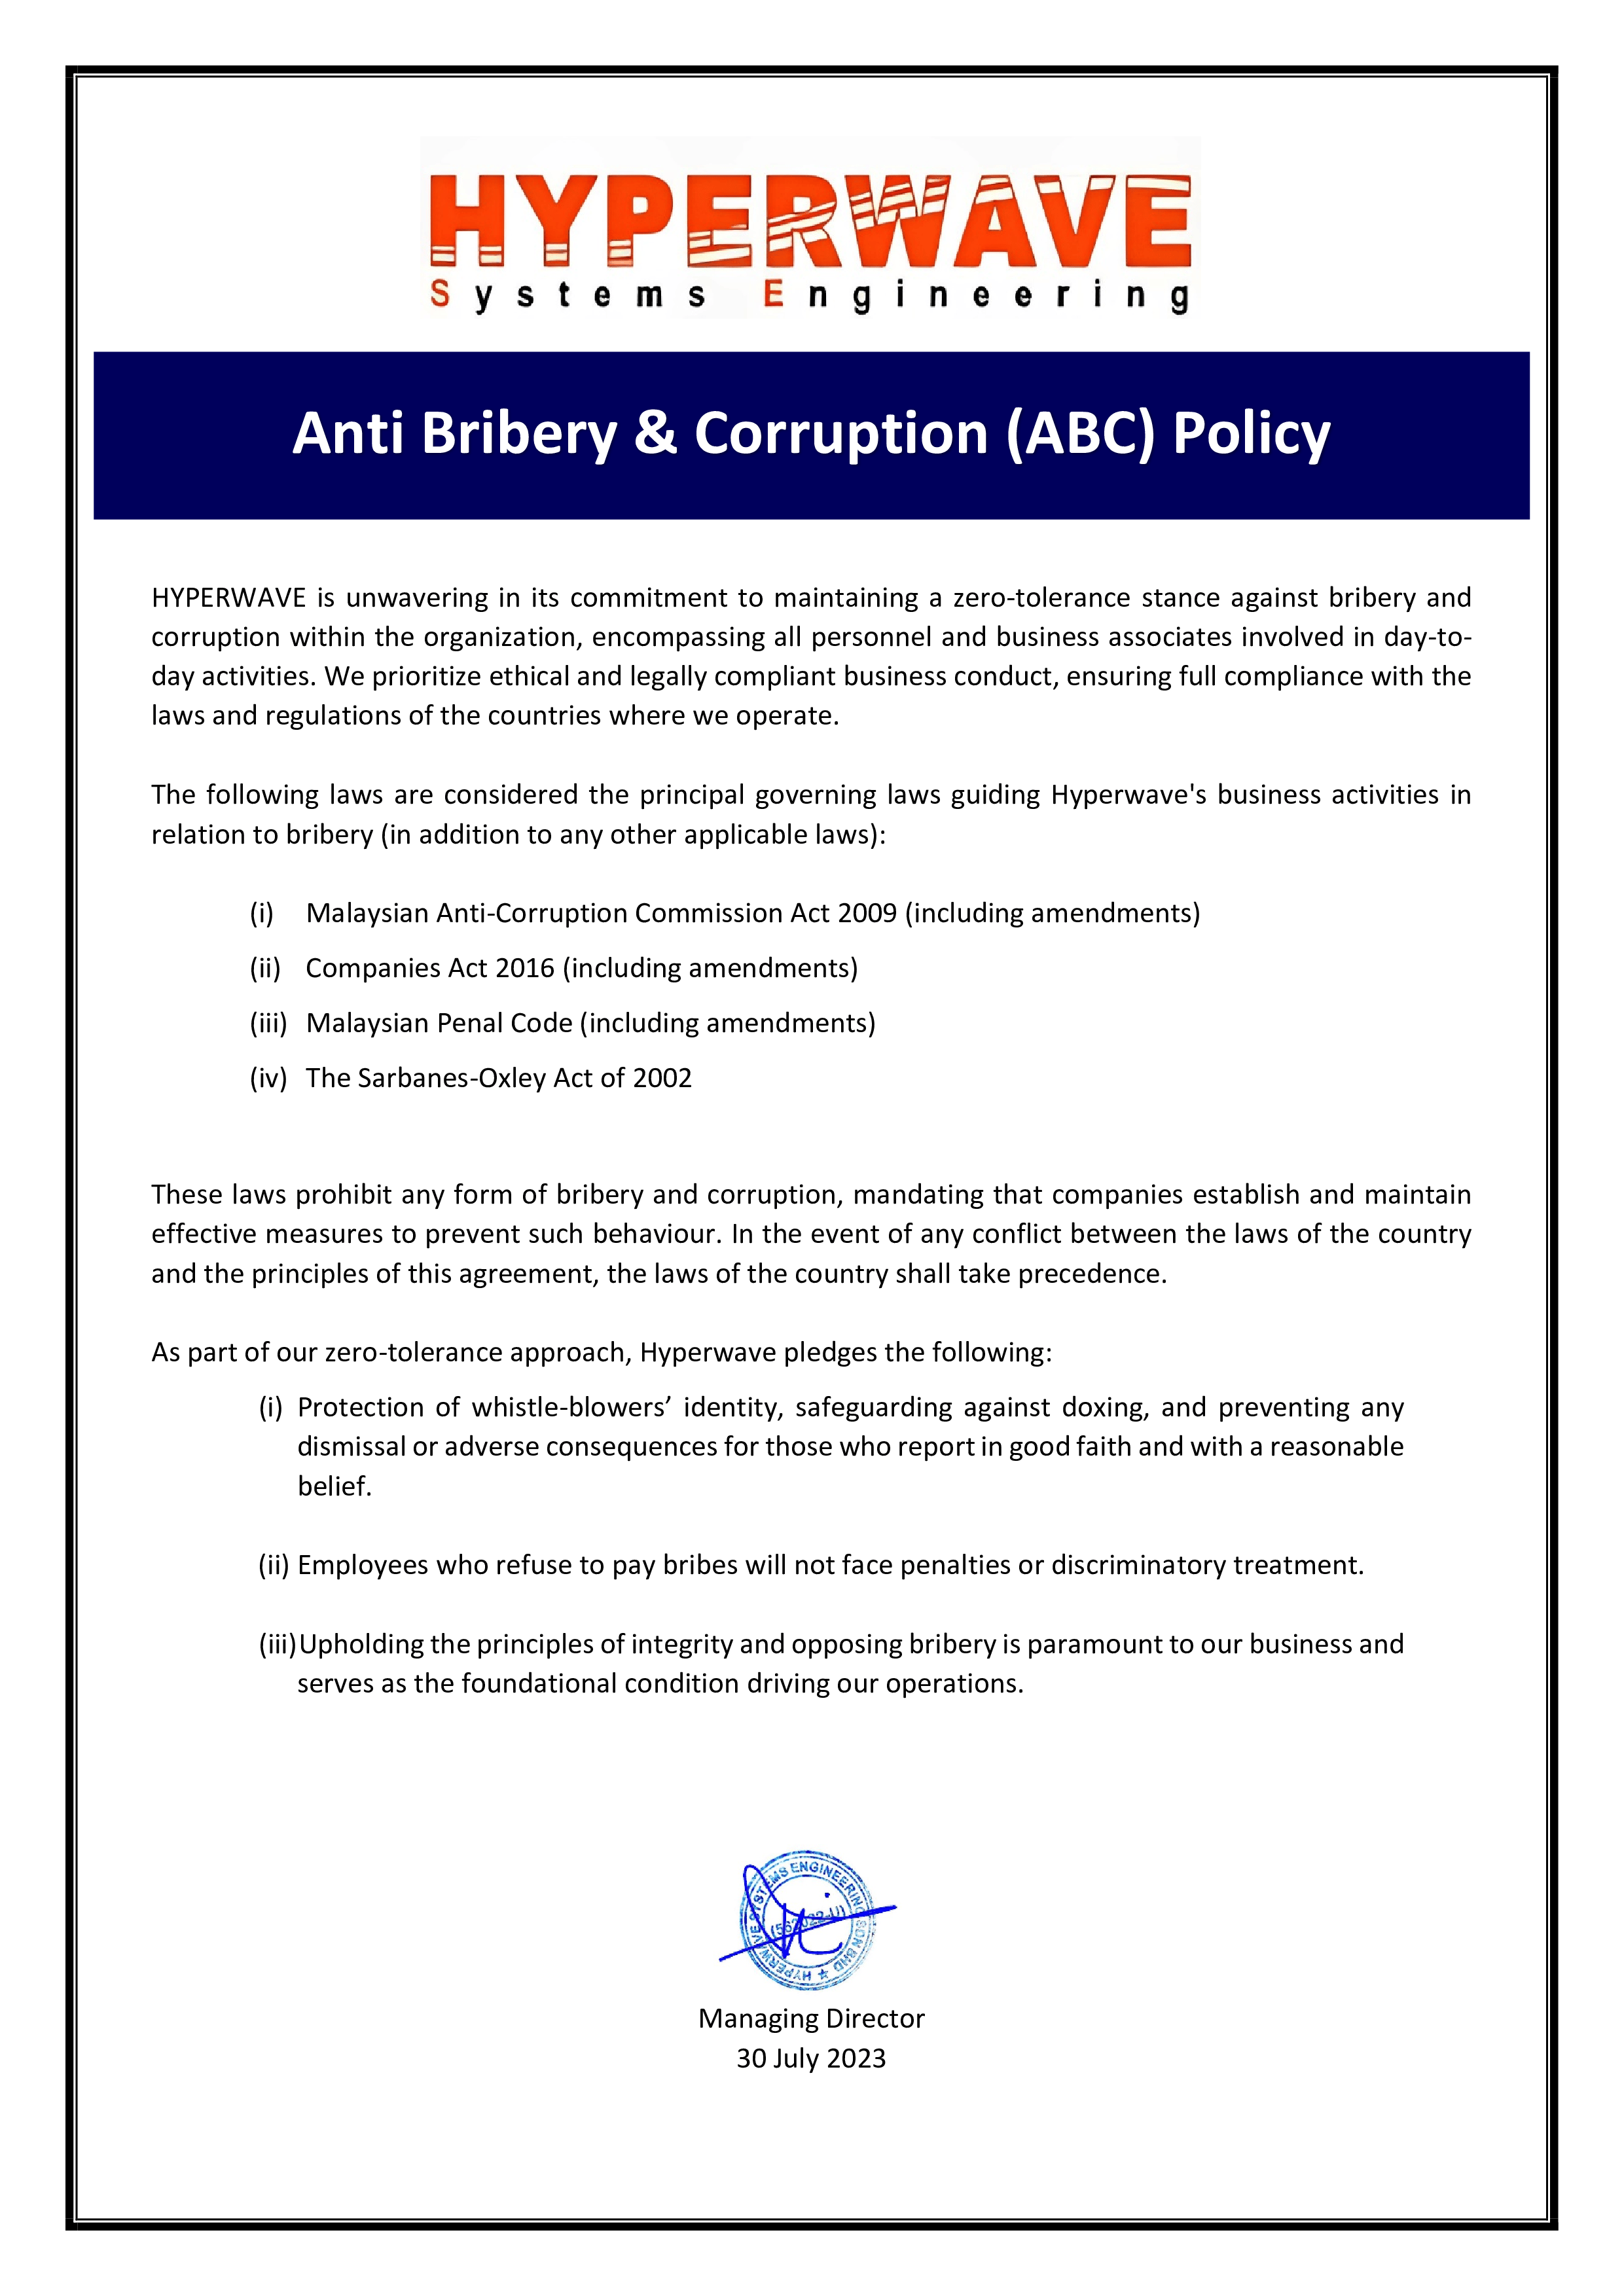 HYPERWAVE
Systems Engineering
Anti Bribery & Corruption (ABC) Policy
HYPERWAVE is unwavering in its commitment to maintaining a zero-tolerance stance against bribery and
corruption within the organization, encompassing all personnel and business associates involved in day-to-
day activities. We prioritize ethical and legally compliant business conduct, ensuring full compliance with the
laws and regulations of the countries where we operate.
The following laws are considered the principal governing laws guiding Hyperwave's business activities in
relation to bribery (in addition to any other applicable laws):
(i) Malaysian Anti-Corruption Commission Act 2009 (including amendments)
(ii) Companies Act 2016 (including amendments)
(iii) Malaysian Penal Code (including amendments)
(iv) The Sarbanes-Oxley Act of 2002
These laws prohibit any form of bribery and corruption, mandating that companies establish and maintain
effective measures to prevent such behaviour. In the event of any conflict between the laws of the country
and the principles of this agreement, the laws of the country shall take precedence.
As part of our zero-tolerance approach, Hyperwave pledges the following:
(i) Protection of whistle-blowers’ identity, safeguarding against doxing, and preventing any
dismissal or adverse consequences for those who report in good faith and with a reasonable
belief.
(ii) Employees who refuse to pay bribes will not face penalties or discriminatory treatment.
(iii) Upholding the principles of integrity and opposing bribery is paramount to our business and
serves as the foundational condition driving our operations.
HYPERWAVE SYSTEMS ENGINEERING SDN BHD
Managing Director
30 July 2023